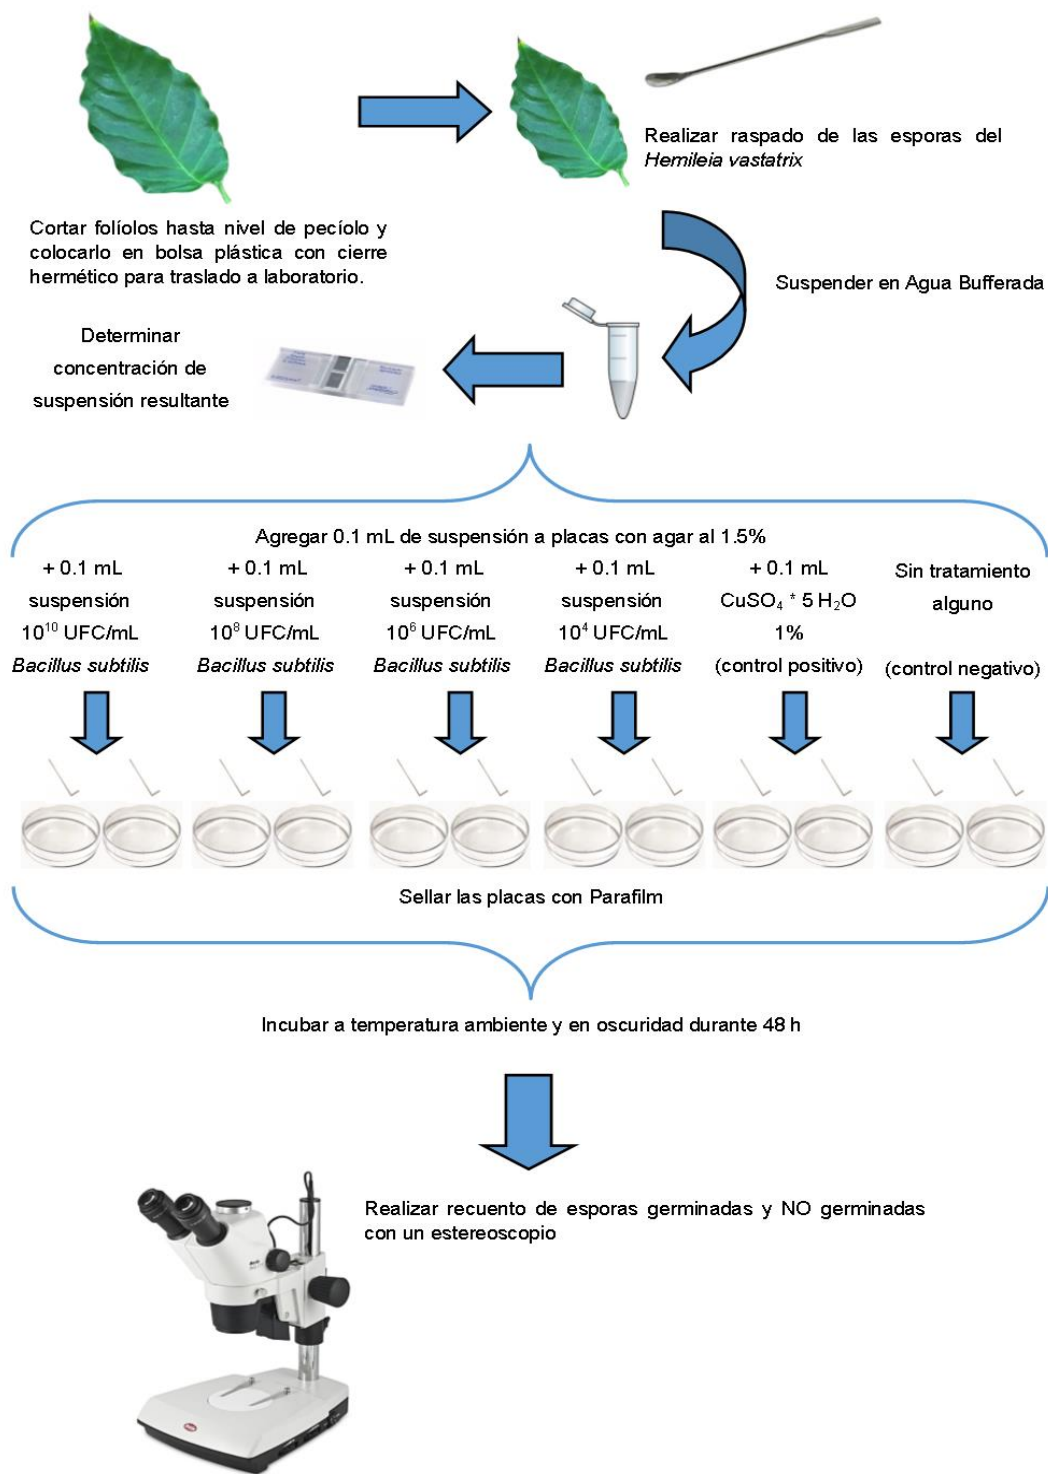 Realizar raspado de las esporas del
Hemileia vastatrix
Cortar folíolos hasta nivel de pecíolo y
colocarlo en bolsa plástica con cierre
hermético para traslado a laboratorio.
Suspender en Agua Bufferada
Determinar
concentración de
suspensión resultante
Agregar 0.1 mL de suspensión a placas con agar al 1.5%
+ 0.1 mL
suspensión
10¹⁰ UFC/mL
Bacillus subtilis
+ 0.1 mL
suspensión
10⁸ UFC/mL
Bacillus subtilis
+ 0.1 mL
suspensión
10⁶ UFC/mL
Bacillus subtilis
+ 0.1 mL
suspensión
10⁴ UFC/mL
Bacillus subtilis
+ 0.1 mL
CuSO₄ * 5 H₂O
1%
(control positivo)
Sin tratamiento
alguno
(control negativo)
Sellar las placas con Parafilm
Incubar a temperatura ambiente y en oscuridad durante 48 h
Realizar recuento de esporas germinadas y NO germinadas
con un estereoscopio